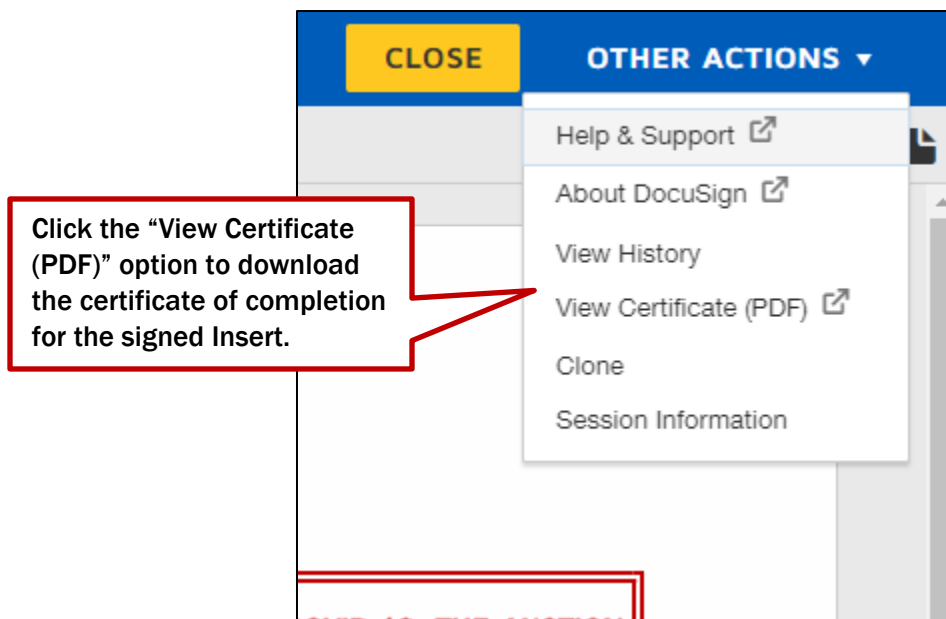 CLOSE
OTHER ACTIONS
Help & Support
About DocuSign
View History
View Certificate (PDF)
Clone
Session Information
Click the “View Certificate
(PDF)” option to download
the certificate of completion
for the signed Insert.